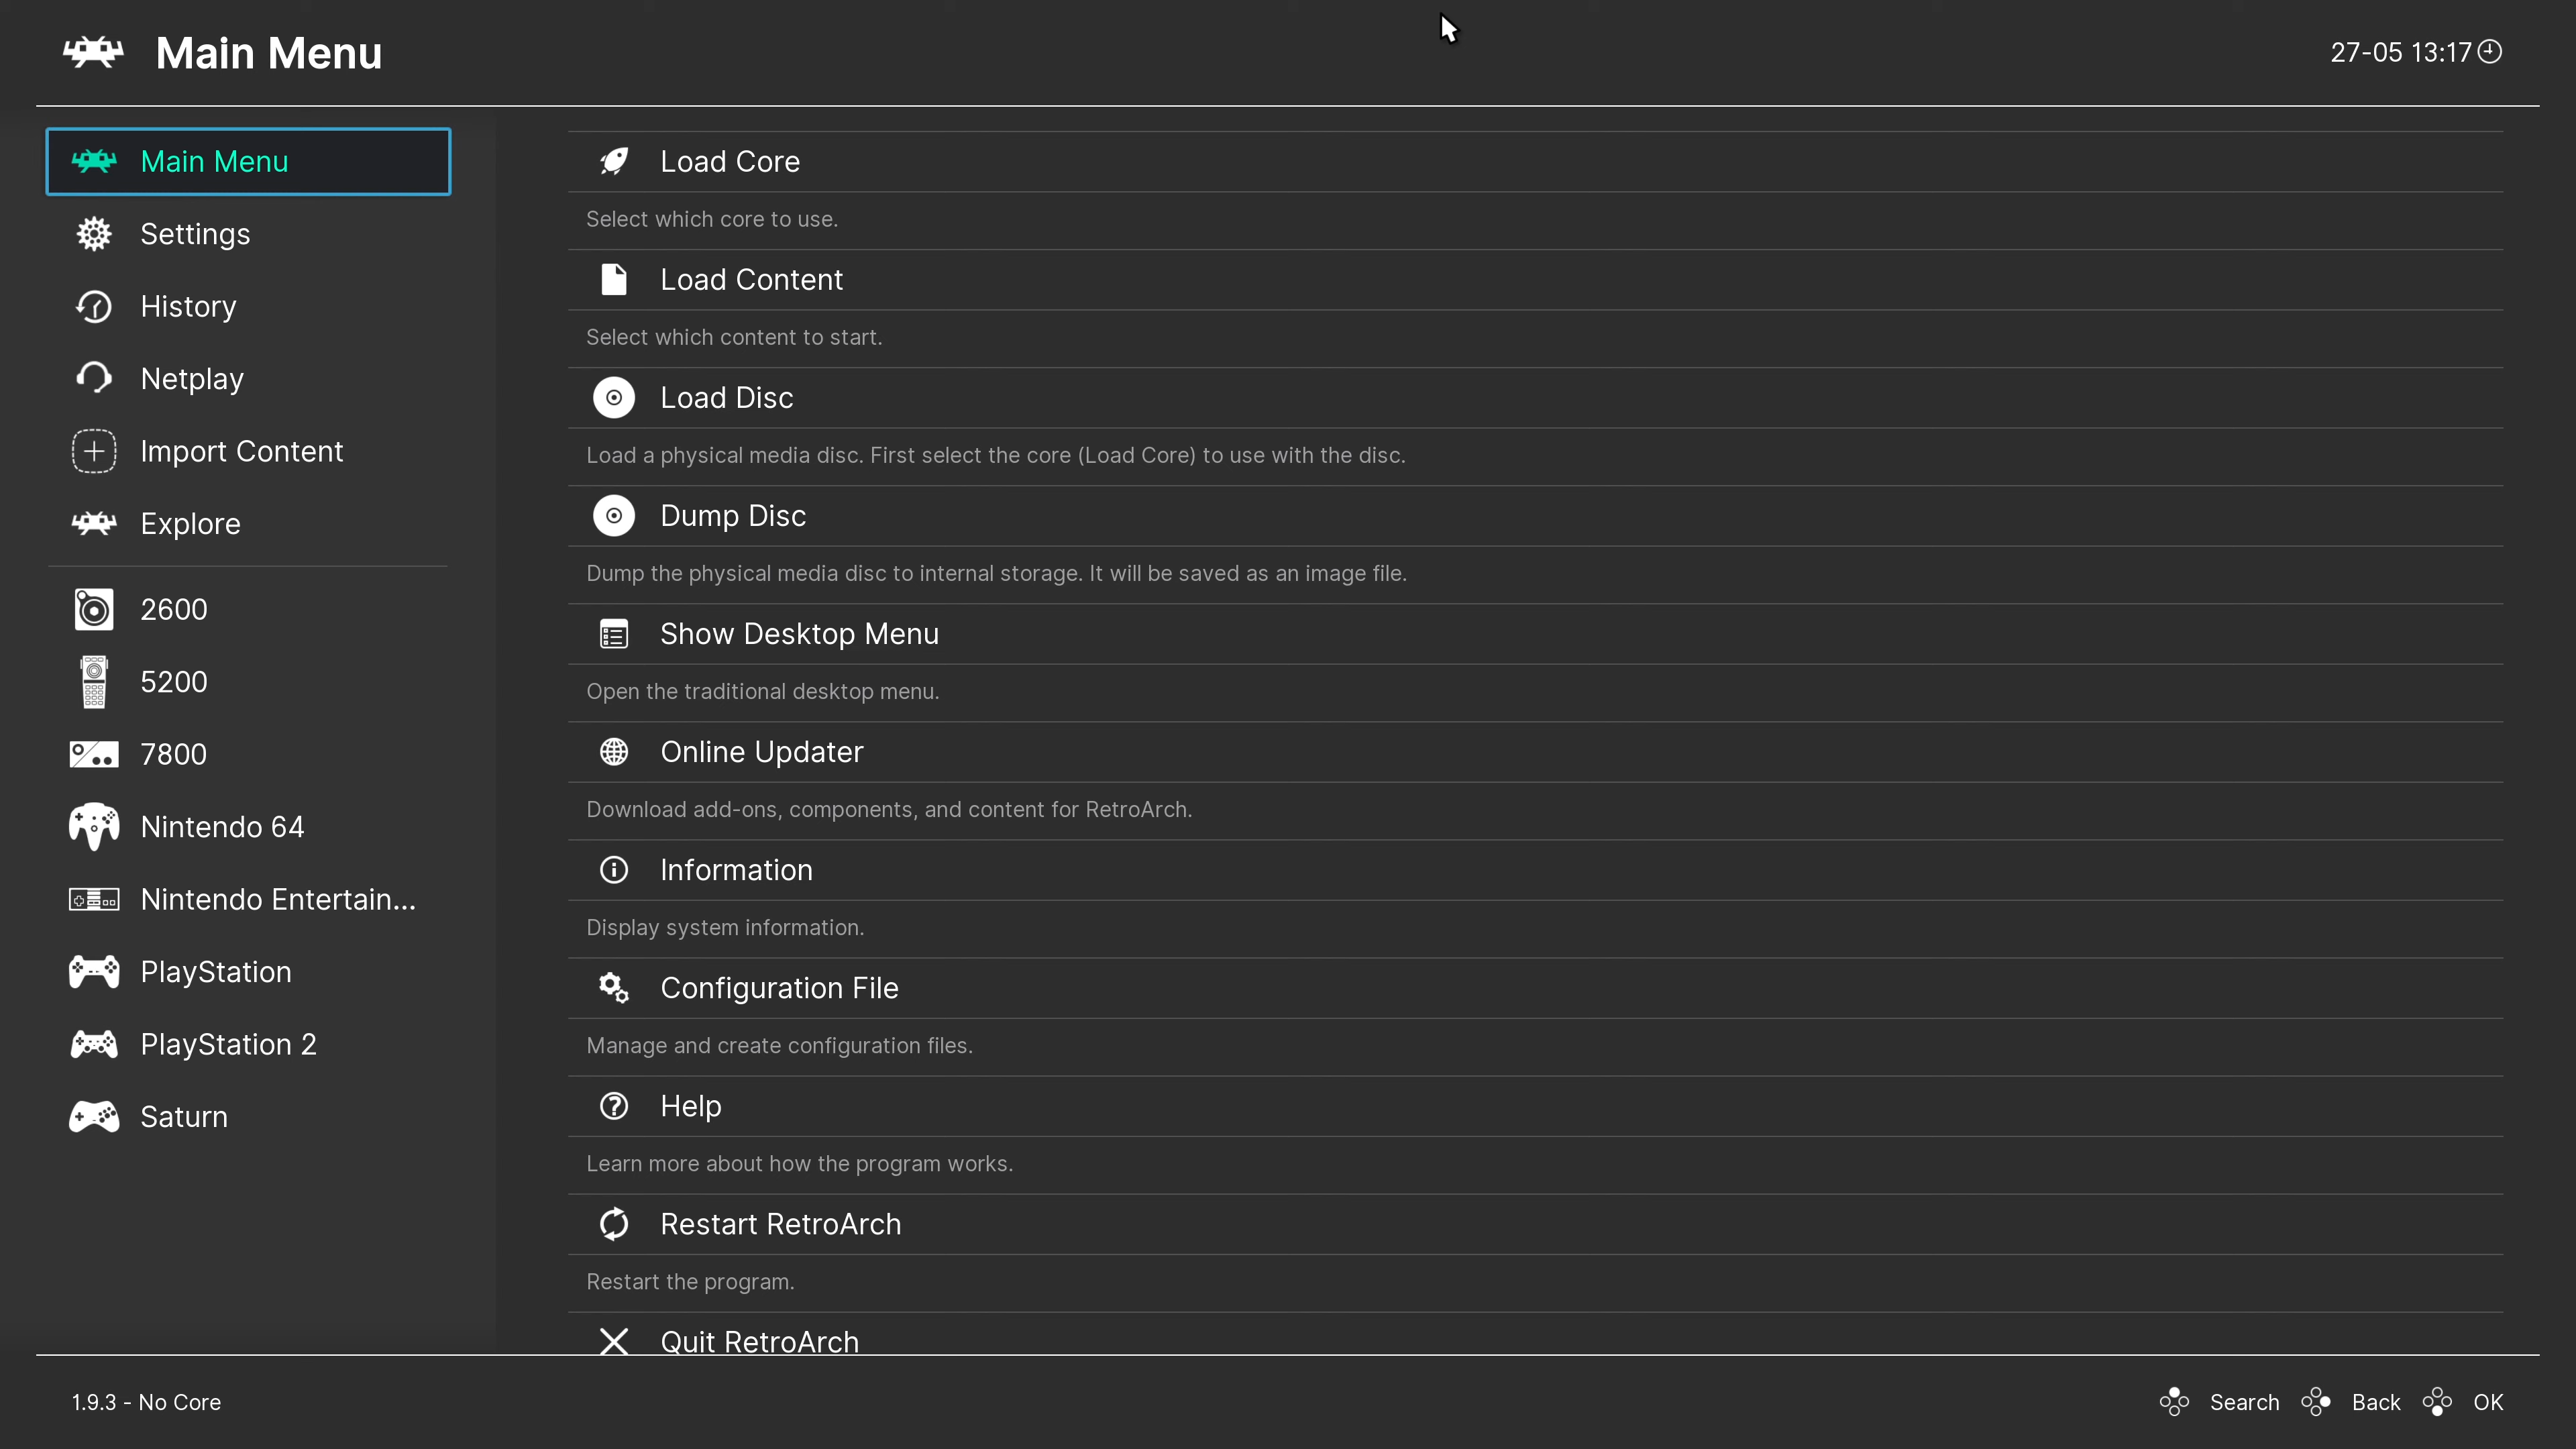 Main Menu
27-05 13:17
Main Menu
Settings
History
Netplay
Import Content
Explore
2600
5200
7800
Nintendo 64
Nintendo Entertain...
PlayStation
PlayStation 2
Saturn
Load Core
Select which core to use.
Load Content
Select which content to start.
Load Disc
Load a physical media disc. First select the core (Load Core) to use with the disc.
Dump Disc
Dump the physical media disc to internal storage. It will be saved as an image file.
Show Desktop Menu
Open the traditional desktop menu.
Online Updater
Download add-ons, components, and content for RetroArch.
Information
Display system information.
Configuration File
Manage and create configuration files.
Help
Learn more about how the program works.
Restart RetroArch
Restart the program.
Quit RetroArch
1.9.3 - No Core
Search Back OK